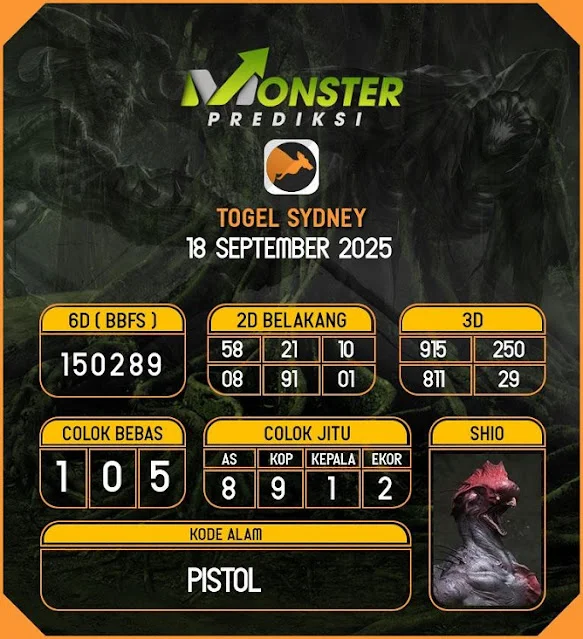 MONSTER
PREDIKSI
TOGEL SYDNEY
18 SEPTEMBER 2025
6D ( BBFS )
150289
2D BELAKANG
58 21 10
08 91 01
3D
915 250
811 29
COLOK BEBAS
1 0 5
COLOK JITU
AS KOP KEPALA EKOR
8 9 1 2
SHIO
KODE ALAM
PISTOL